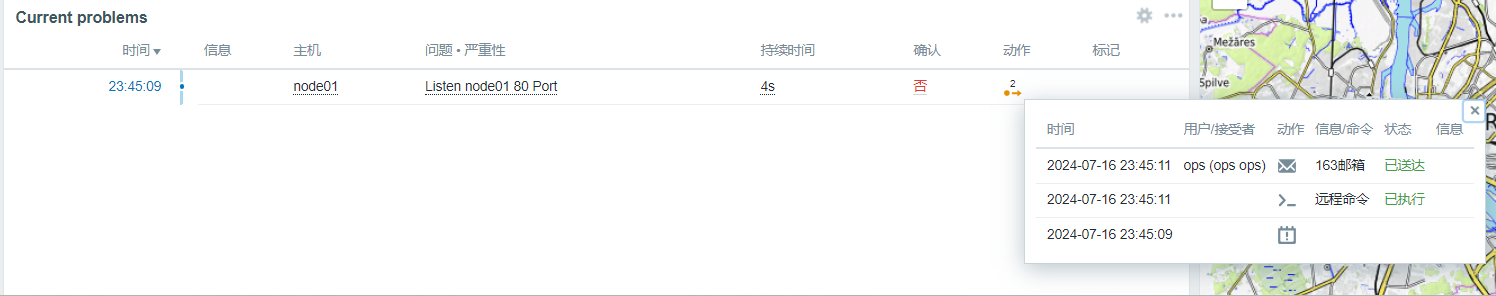 Current problems
时间 信息 主机 问题 • 严重性 持续时间 确认 动作 标记
Mežāres
23:45:09 node01 Listen node01 80 Port 4s 否 2
Spilve
时间 用户/接受者 动作 信息/命令 状态 信息
2024-07-16 23:45:11 ops (ops ops) 163邮箱 已送达
2024-07-16 23:45:11 远程命令 已执行
2024-07-16 23:45:09